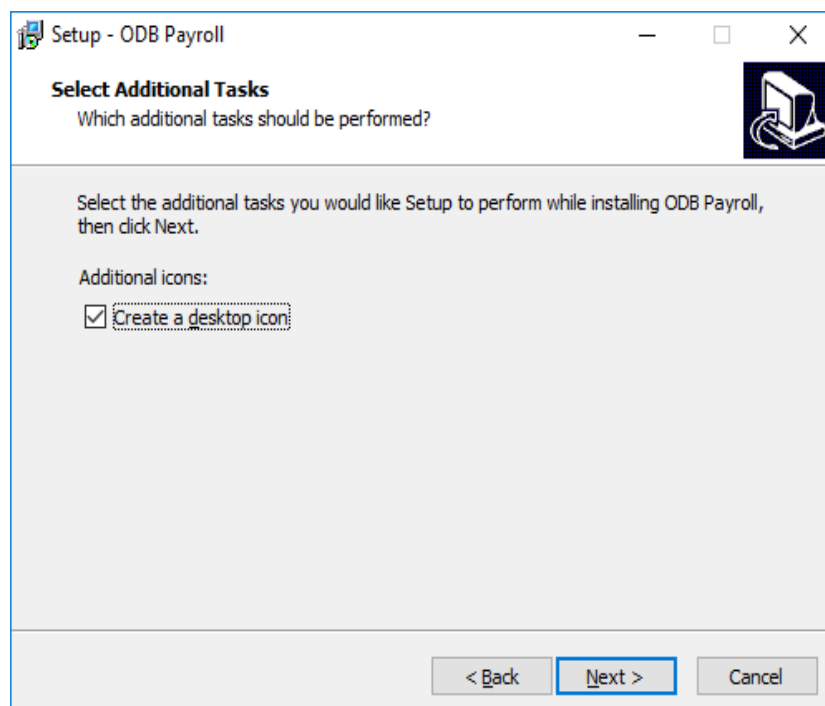 Setup - ODB Payroll
Select Additional Tasks
Which additional tasks should be performed?
Select the additional tasks you would like Setup to perform while installing ODB Payroll,
then click Next.
Additional icons:
Create a desktop icon
< Back
Next >
Cancel